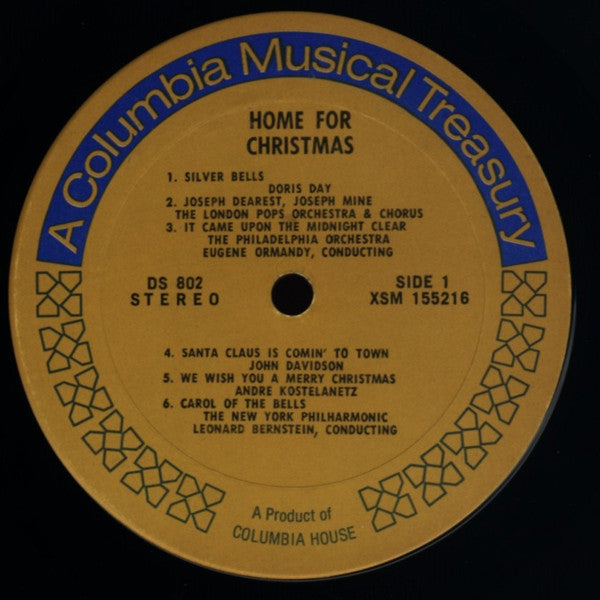 A Columbia Musical Treasury
HOME FOR
CHRISTMAS
1. SILVER BELLS
DORIS DAY
2. JOSEPH DEAREST, JOSEPH MINE
THE LONDON POPS ORCHESTRA & CHORUS
3. IT CAME UPON THE MIDNIGHT CLEAR
THE PHILADELPHIA ORCHESTRA
EUGENE ORMANDY, CONDUCTING
DS 802
STEREO
SIDE 1
XSM 155216
4. SANTA CLAUS IS COMIN' TO TOWN
JOHN DAVIDSON
5. WE WISH YOU A MERRY CHRISTMAS
ANDRE KOSTELANETZ
6. CAROL OF THE BELLS
THE NEW YORK PHILHARMONIC
LEONARD BERNSTEIN, CONDUCTING
A Product of
COLUMBIA HOUSE